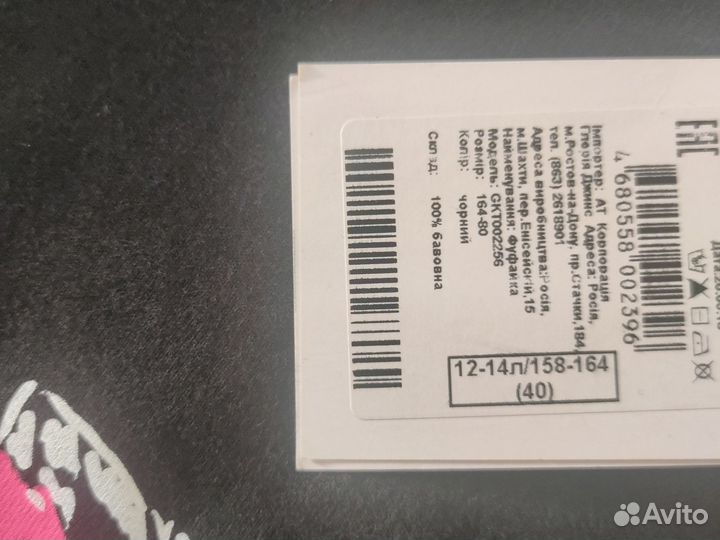 EAC
4 680558 002396
Імпортер: АТ Корпорація
Глорія Джинс Адреса: Росія,
м.Ростов-на-Дону, пр.Стачки,184,
тел. (863) 2618901
Адреса виробництва:Росія,
м.Шахти, пер.Енісейский,15
Найменування: Фуфайка
Модель: GKT002256
Розмір: 164-80
Колір: чорний
Склад: 100% бавовна
12-14л/158-164
(40)
Avito